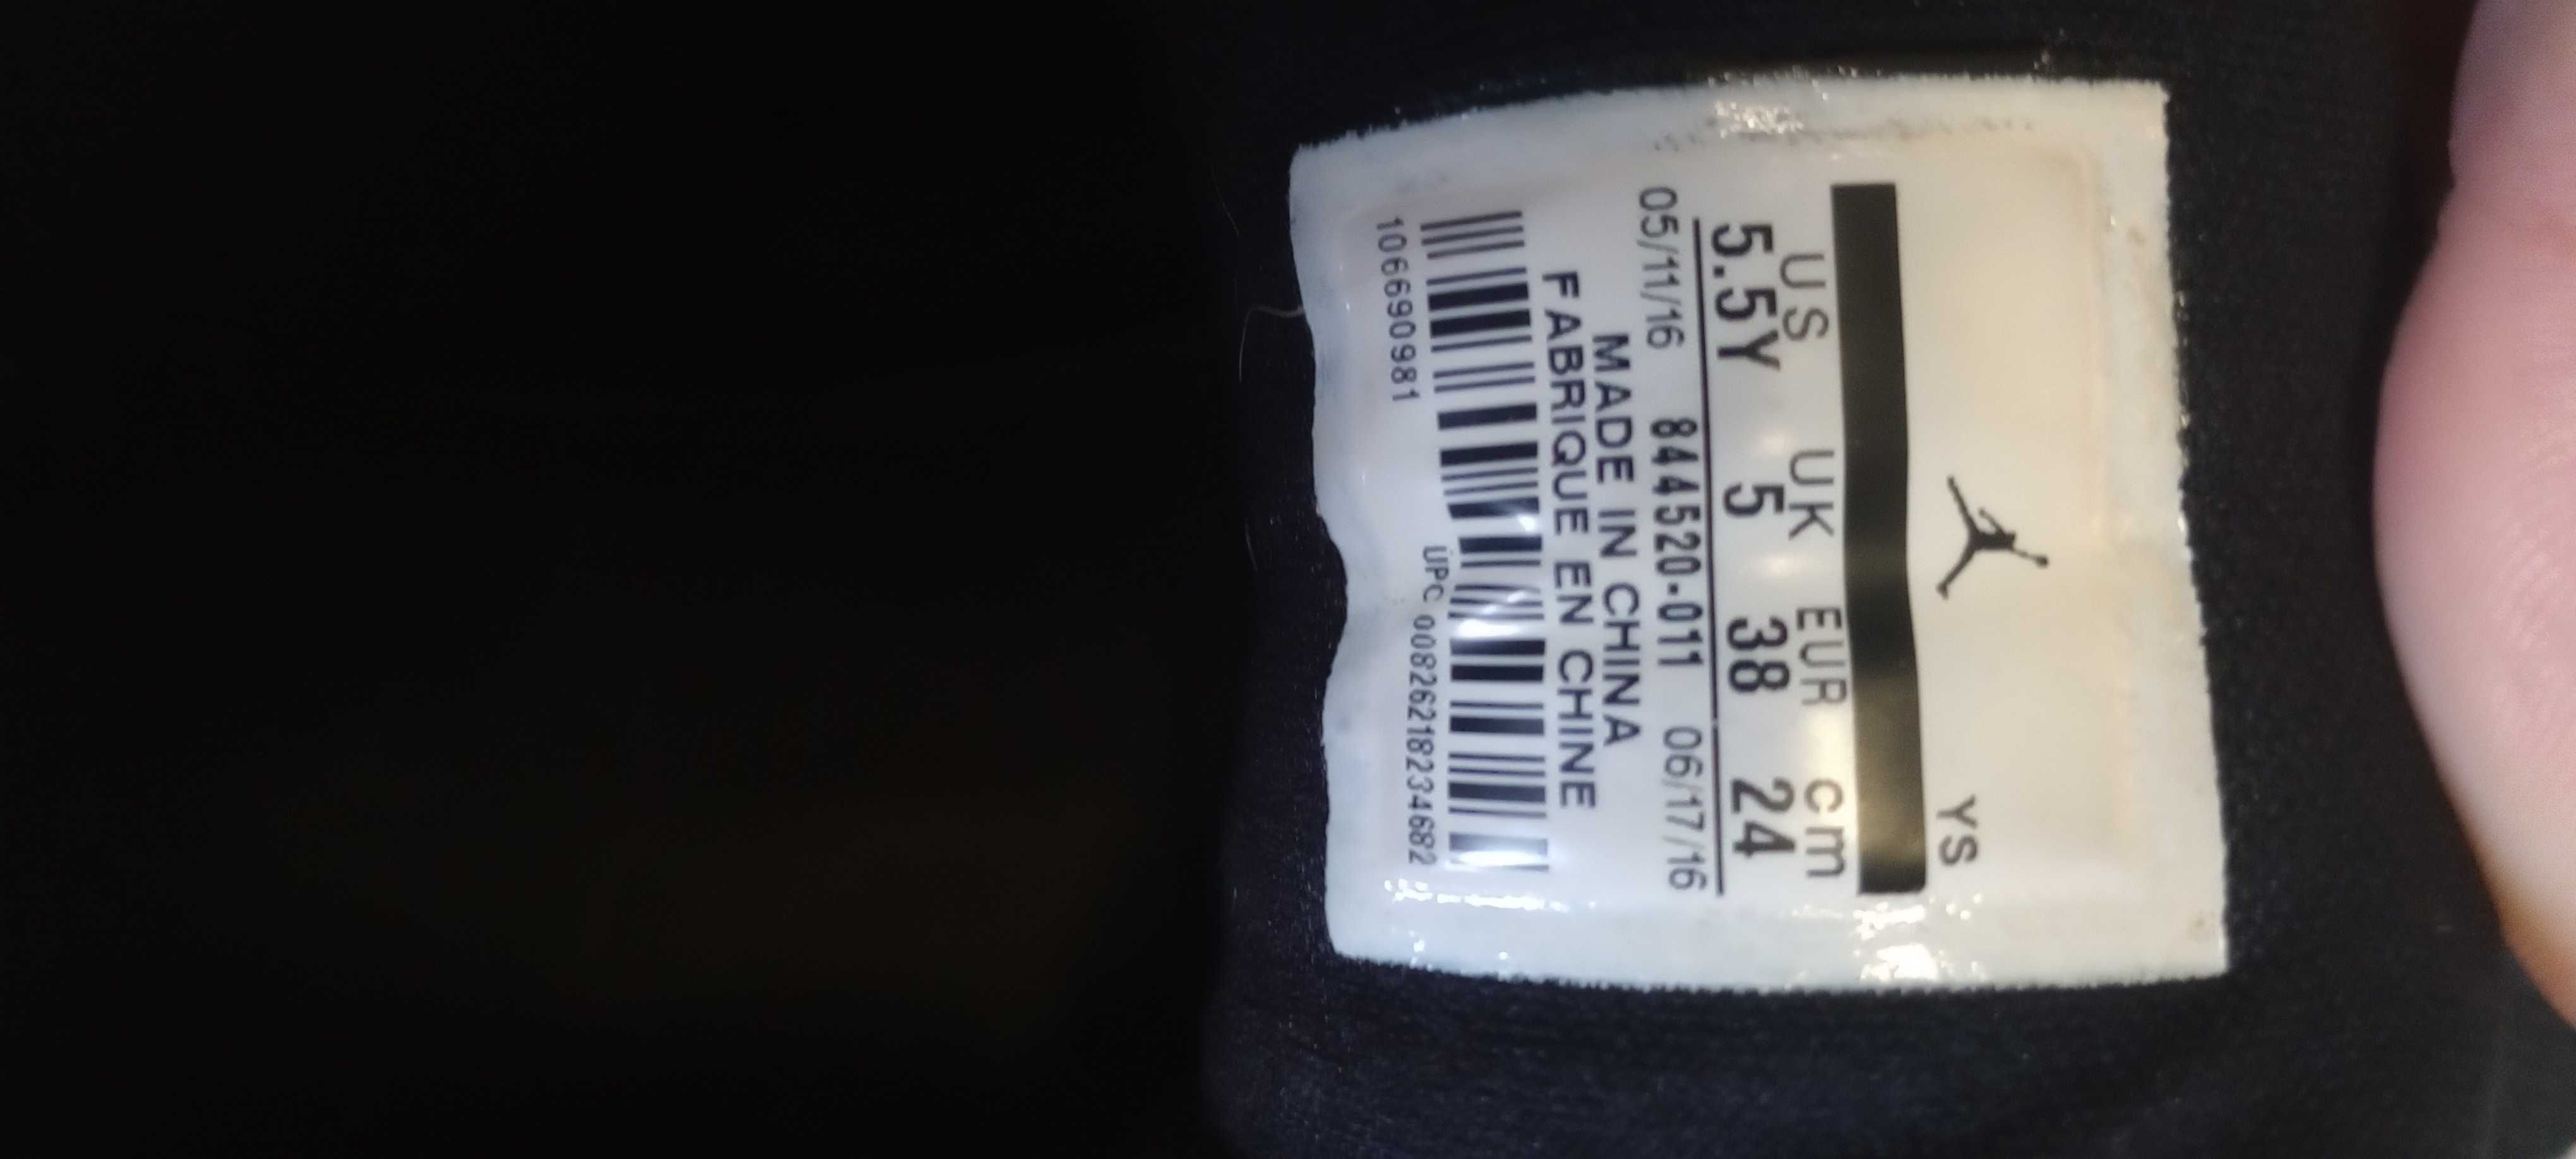 YS
US UK EUR cm
5.5Y 5 38 24
05/11/16 844520-011 06/17/16
MADE IN CHINA
FABRIQUE EN CHINE
UPC 00826218234682
106690981